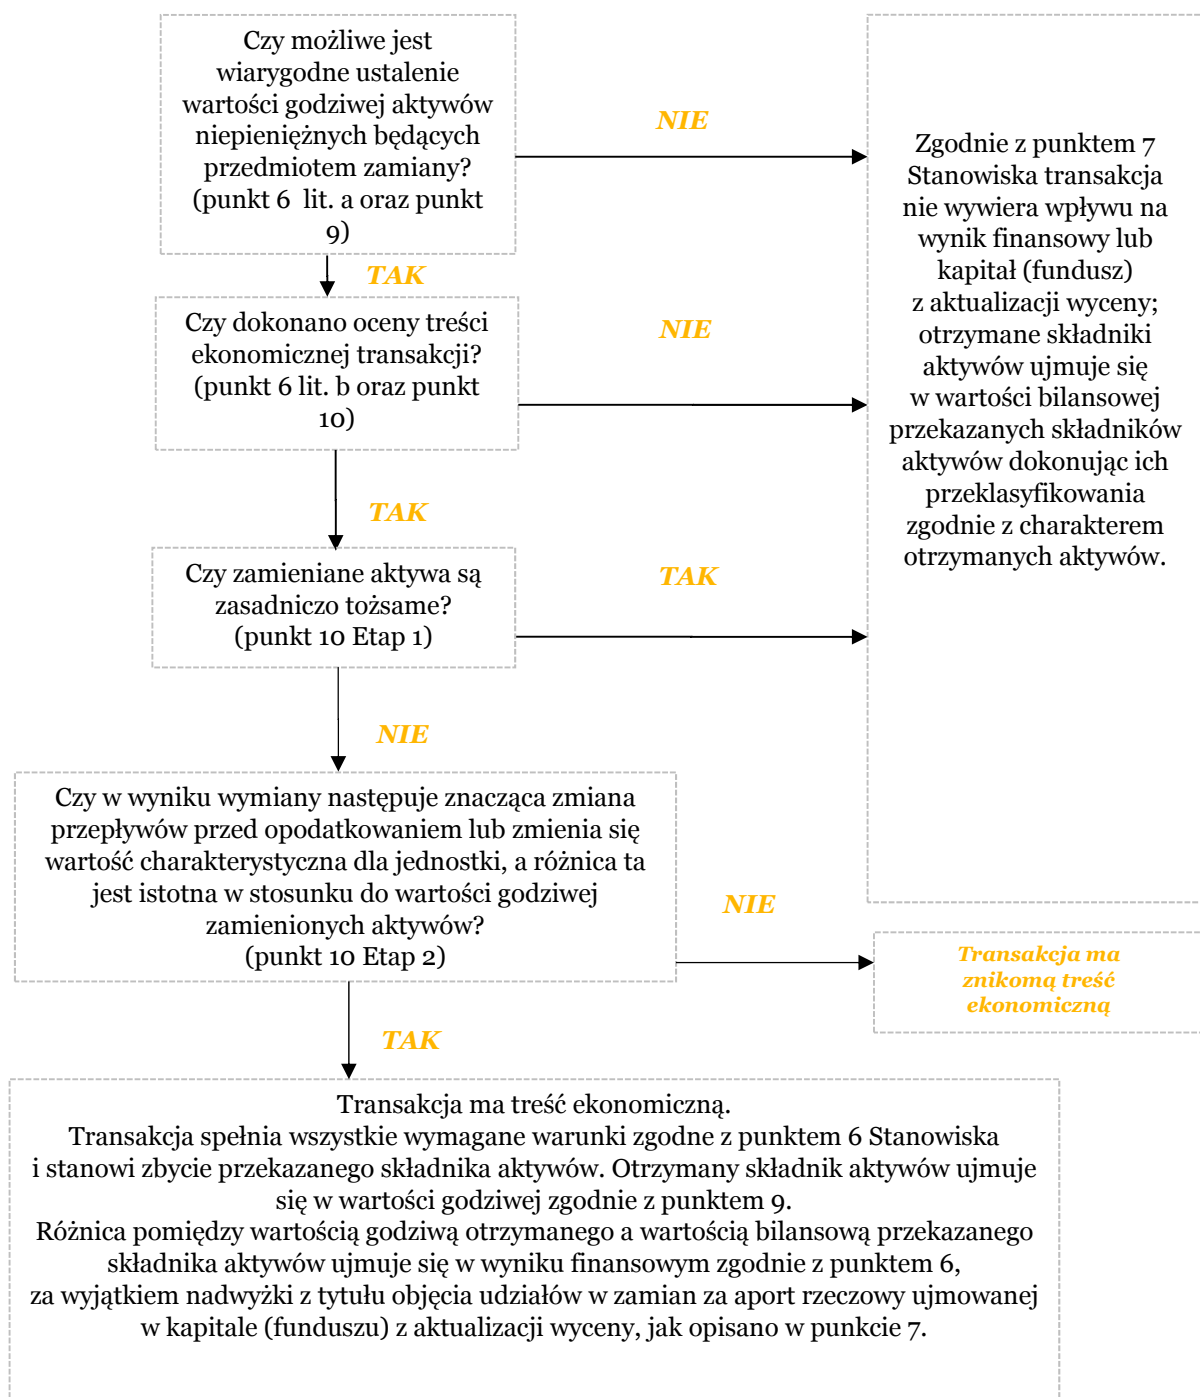 Czy możliwe jest
wiarygodne ustalenie
wartości godziwej aktywów
niepieniężnych będących
przedmiotem zamiany?
(punkt 6 lit. a oraz punkt
9)
NIE
TAK
Czy dokonano oceny treści
ekonomicznej transakcji?
(punkt 6 lit. b oraz punkt
10)
NIE
TAK
Czy zamieniane aktywa są
zasadniczo tożsame?
(punkt 10 Etap 1)
TAK
NIE
Zgodnie z punktem 7
Stanowiska transakcja
nie wywiera wpływu na
wynik finansowy lub
kapitał (fundusz)
z aktualizacji wyceny;
otrzymane składniki
aktywów ujmuje się
w wartości bilansowej
przekazanych składników
aktywów dokonując ich
przeklasyfikowania
zgodnie z charakterem
otrzymanych aktywów.
Czy w wyniku wymiany następuje znacząca zmiana
przepływów przed opodatkowaniem lub zmienia się
wartość charakterystyczna dla jednostki, a różnica ta
jest istotna w stosunku do wartości godziwej
zamienionych aktywów?
(punkt 10 Etap 2)
NIE
Transakcja ma
znikomą treść
ekonomiczną
TAK
Transakcja ma treść ekonomiczną.
Transakcja spełnia wszystkie wymagane warunki zgodne z punktem 6 Stanowiska
i stanowi zbycie przekazanego składnika aktywów. Otrzymany składnik aktywów ujmuje
się w wartości godziwej zgodnie z punktem 9.
Różnica pomiędzy wartością godziwą otrzymanego a wartością bilansową przekazanego
składnika aktywów ujmuje się w wyniku finansowym zgodnie z punktem 6,
za wyjątkiem nadwyżki z tytułu objęcia udziałów w zamian za aport rzeczowy ujmowanej
w kapitale (funduszu) z aktualizacji wyceny, jak opisano w punkcie 7.